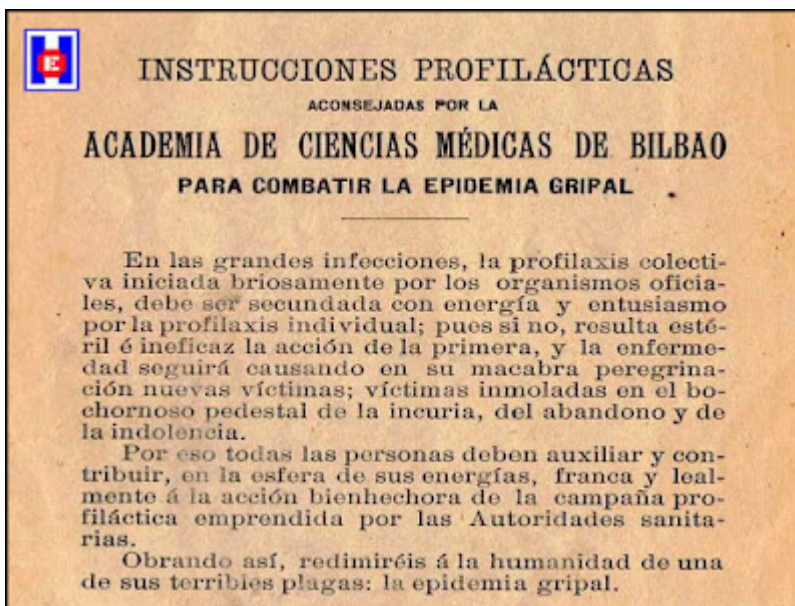 H
E
INSTRUCCIONES PROFILÁCTICAS
ACONSEJADAS POR LA
ACADEMIA DE CIENCIAS MÉDICAS DE BILBAO
PARA COMBATIR LA EPIDEMIA GRIPAL
En las grandes infecciones, la profilaxis colecti-
va iniciada briosamente por los organismos oficia-
les, debe ser secundada con energía y entusiasmo
por la profilaxis individual; pues si no, resulta esté-
ril é ineficaz la acción de la primera, y la enferme-
dad seguirá causando en su macabra peregrina-
ción nuevas víctimas; víctimas inmoladas en el bo-
chornoso pedestal de la incuria, del abandono y de
la indolencia.
Por eso todas las personas deben auxiliar y con-
tribuir, en la esfera de sus energías, franca y leal-
mente á la acción bienhechora de la campaña pro-
filáctica emprendida por las Autoridades sanita-
rias.
Obrando así, redimiréis á la humanidad de una
de sus terribles plagas: la epidemia gripal.